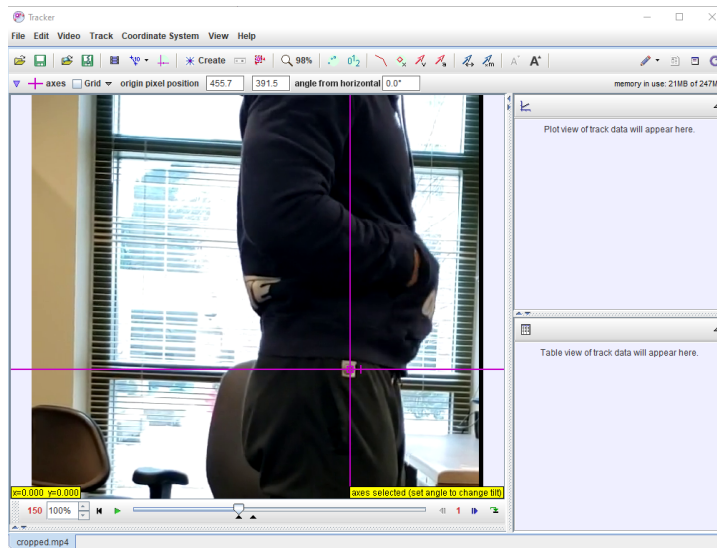 Tracker
File Edit Video Track Coordinate System View Help
Create 98%
axes Grid origin pixel position 455.7 391.5 angle from horizontal 0.0° memory in use: 21MB of 247M
Plot view of track data will appear here.
Table view of track data will appear here.
x=0.000 y=0.000 axes selected (set angle to change tilt)
150 100% 1
cropped.mp4